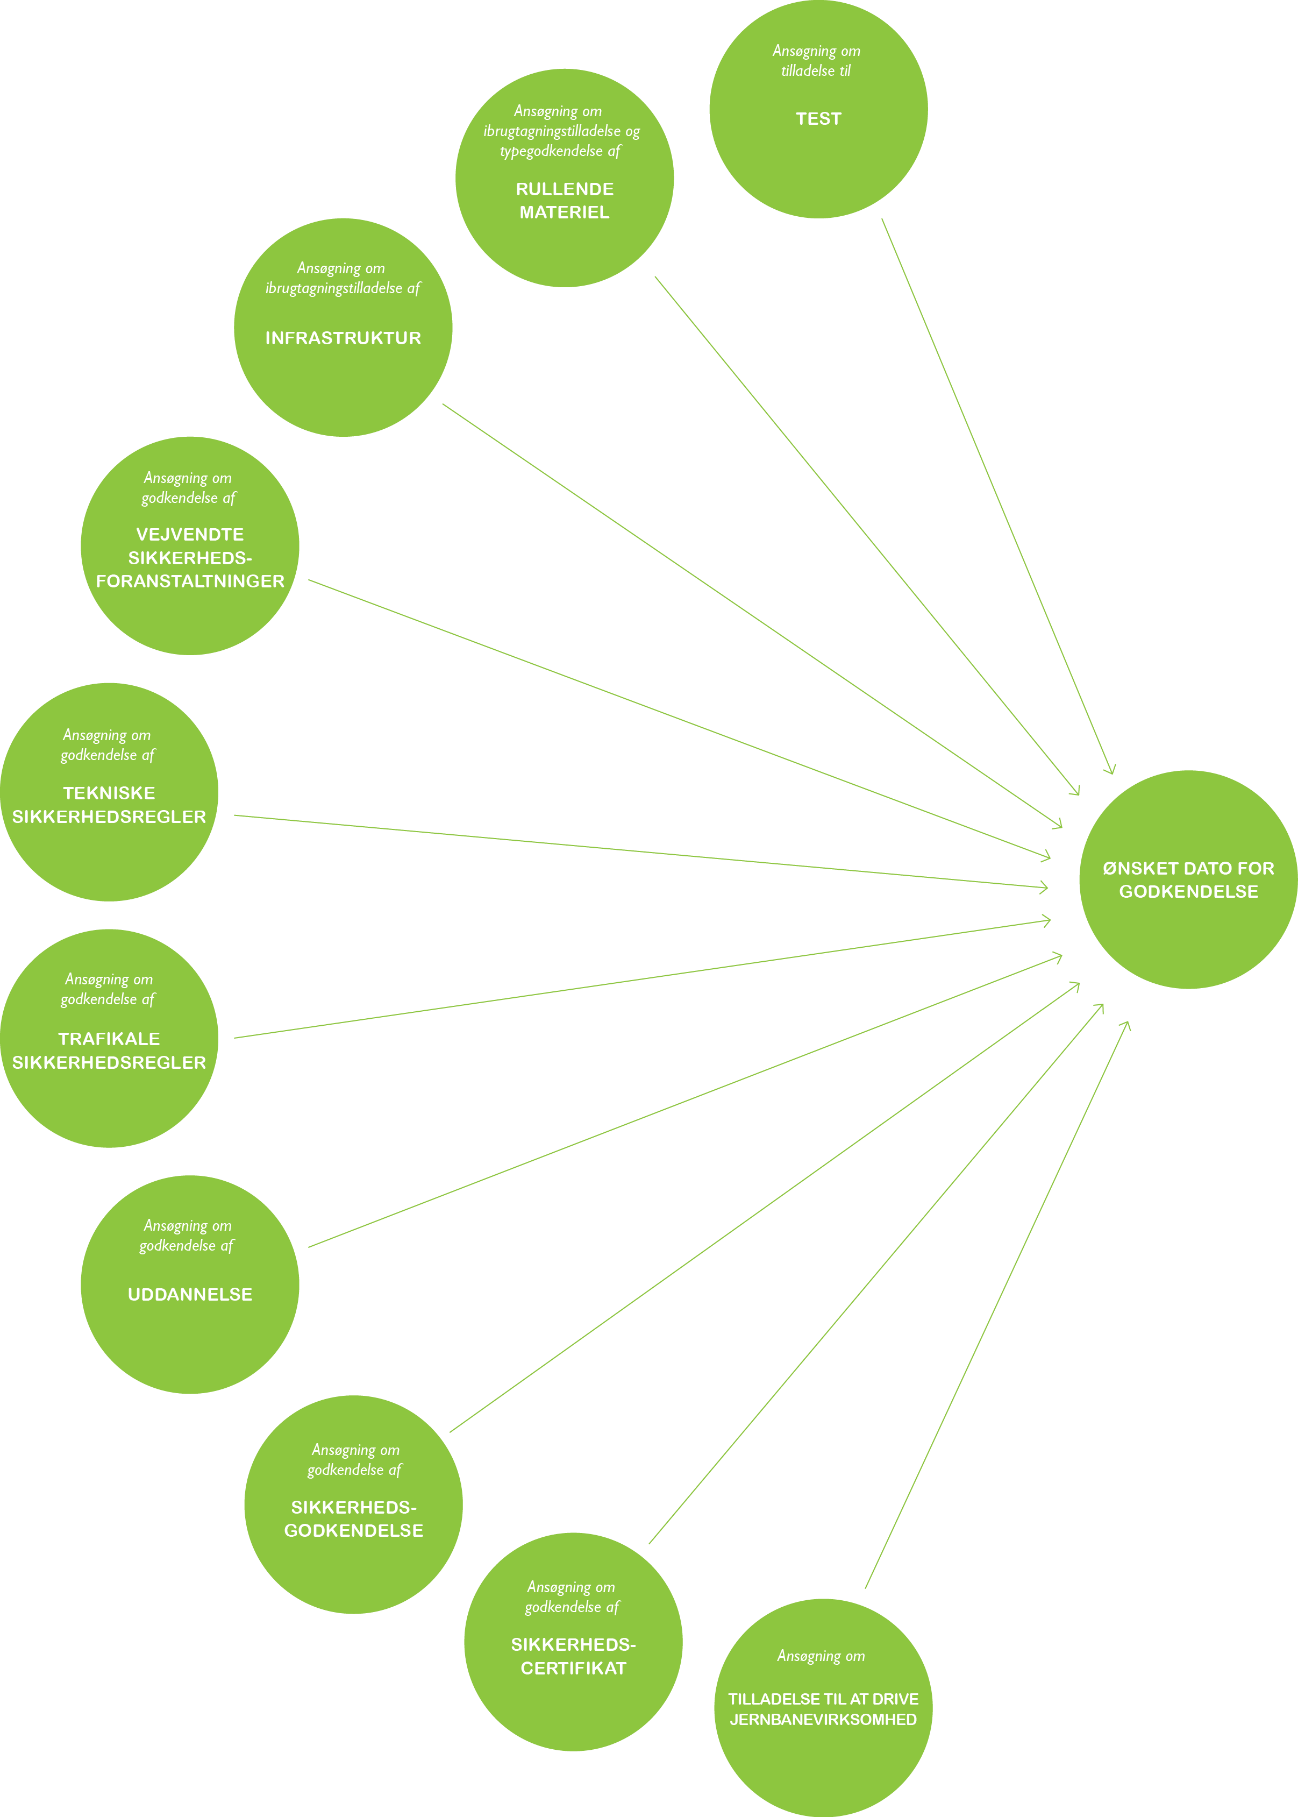 Ansøgning om
tilladelse til
TEST
Ansøgning om
ibrugtagningstilladelse og
typegodkendelse af
RULLENDE
MATERIEL
Ansøgning om
ibrugtagningstilladelse af
INFRASTRUKTUR
Ansøgning om
godkendelse af
VEJVENDTE
SIKKERHEDS-
FORANSTALTNINGER
Ansøgning om
godkendelse af
TEKNISKE
SIKKERHEDSREGLER
ØNSKET DATO FOR
GODKENDELSE
Ansøgning om
godkendelse af
TRAFIKALE
SIKKERHEDSREGLER
Ansøgning om
godkendelse af
UDDANNELSE
Ansøgning om
godkendelse af
SIKKERHEDS-
GODKENDELSE
Ansøgning om
godkendelse af
SIKKERHEDS-
CERTIFIKAT
Ansøgning om
TILLADELSE TIL AT DRIVE
JERNBANEVIRKSOMHED